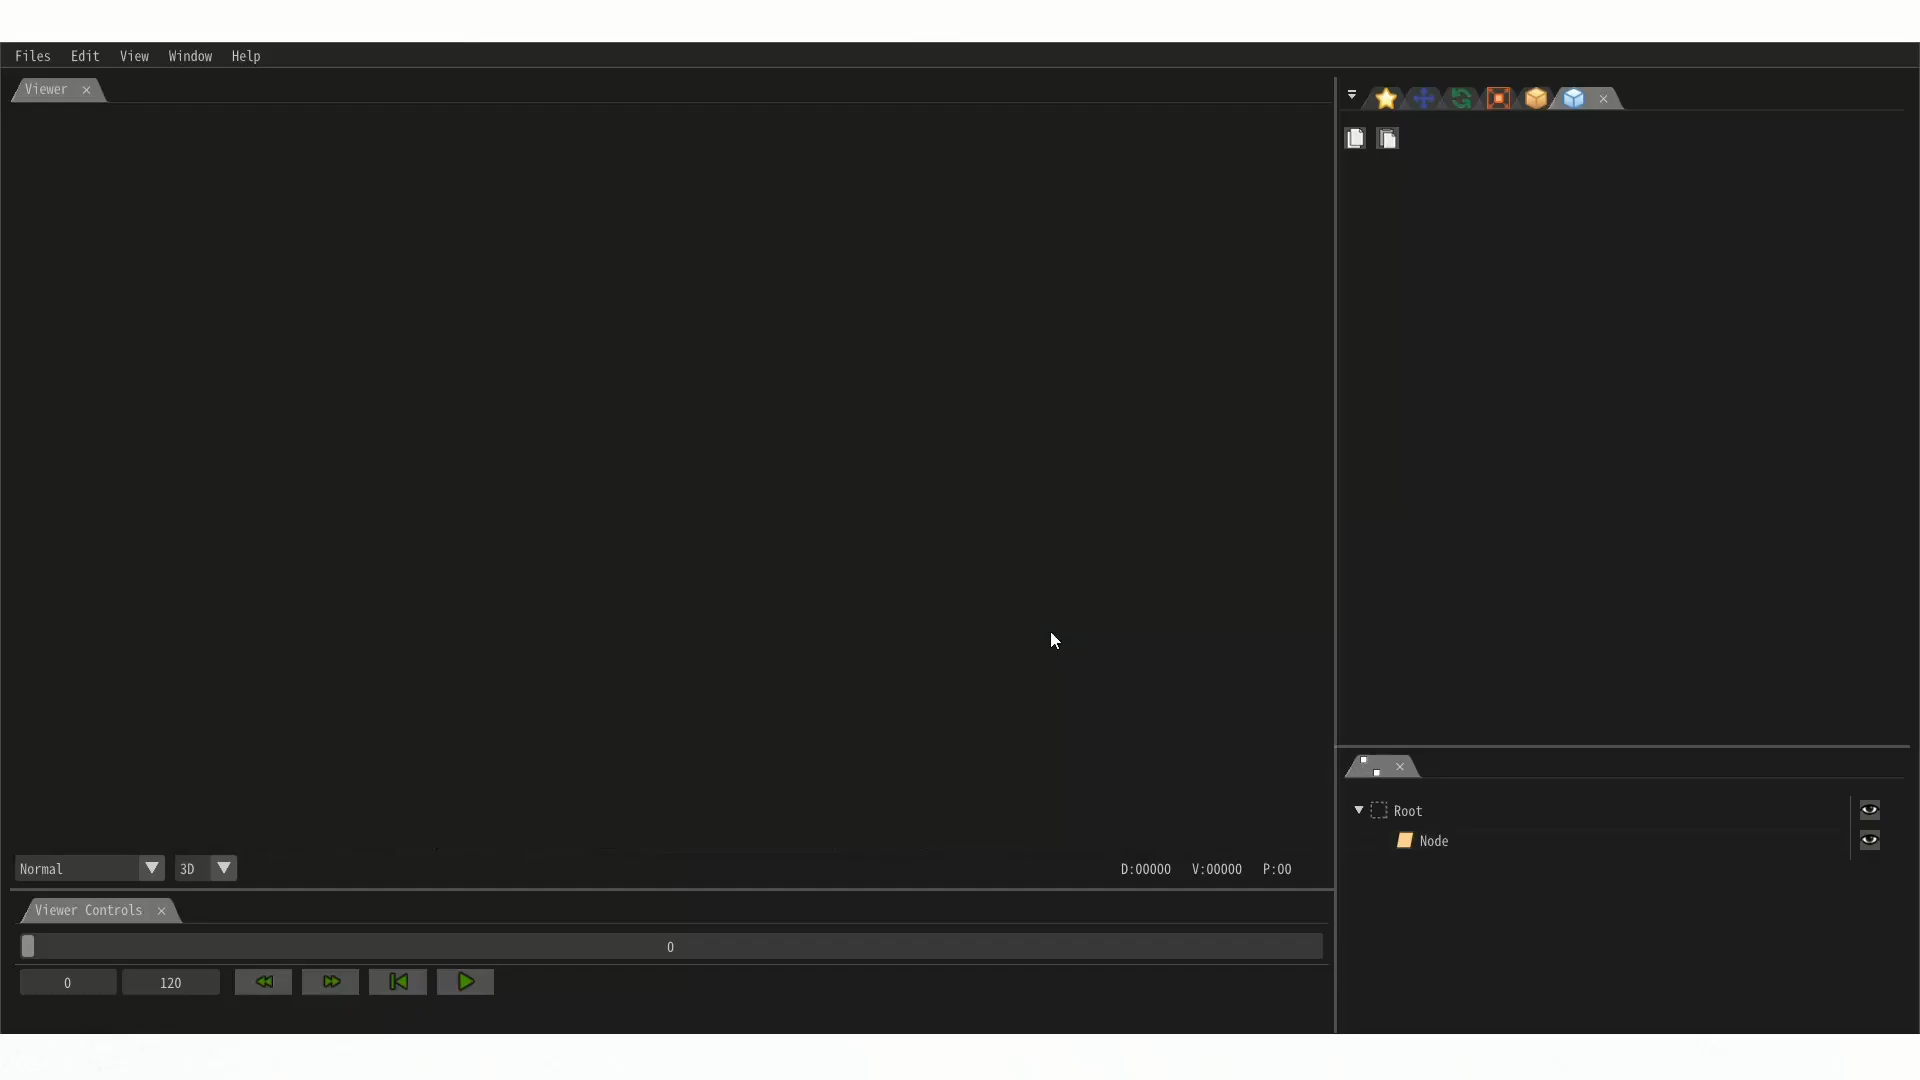 Files Edit View Window Help
Viewer
Root
Node
Normal 3D D:00000 V:00000 P:00
Viewer Controls
0
0 120